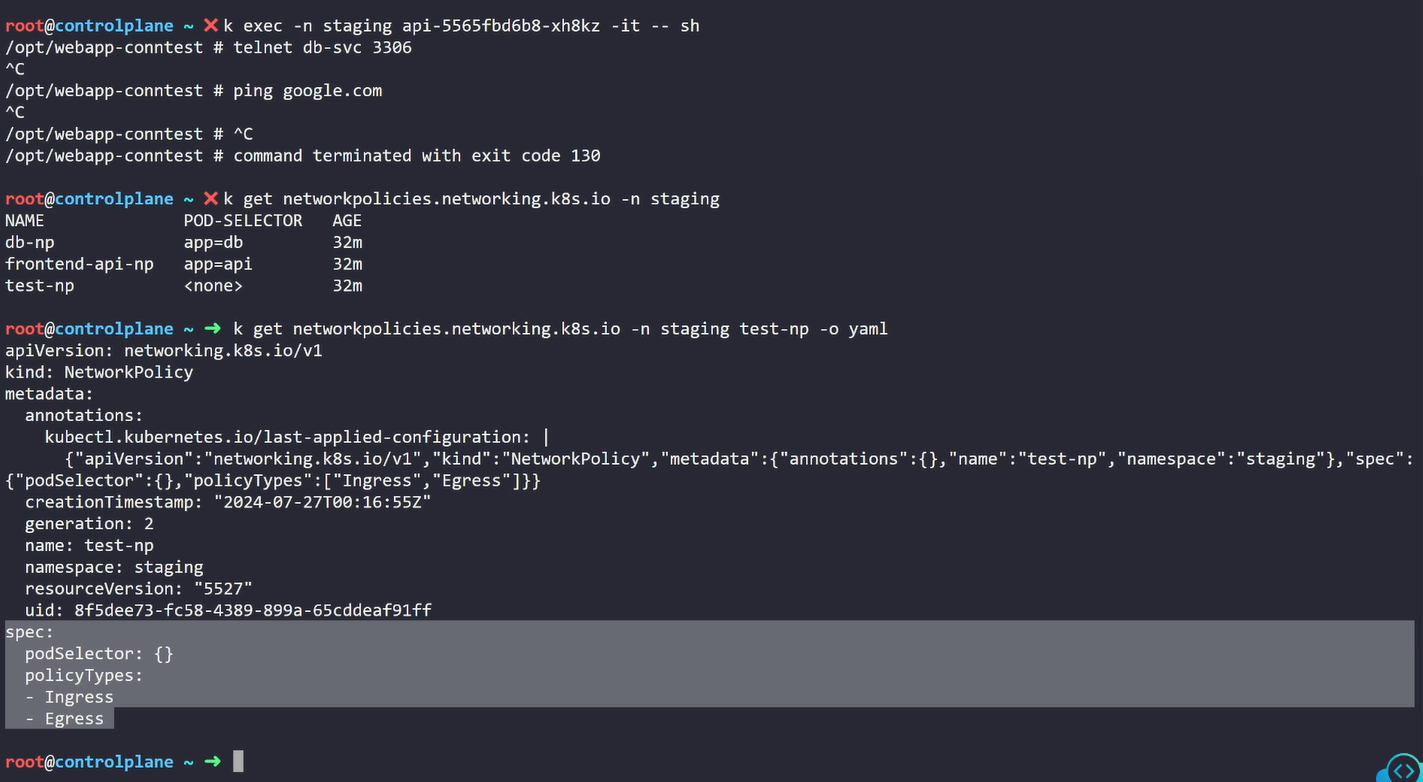 root@controlplane ~ ✖ k exec -n staging api-5565fbd6b8-xh8kz -it -- sh
/opt/webapp-conntest # telnet db-svc 3306
^C
/opt/webapp-conntest # ping google.com
^C
/opt/webapp-conntest # ^C
/opt/webapp-conntest # command terminated with exit code 130
root@controlplane ~ ✖ k get networkpolicies.networking.k8s.io -n staging
NAME              POD-SELECTOR   AGE
db-np             app=db         32m
frontend-api-np   app=api        32m
test-np           <none>         32m
root@controlplane ~ ➜ k get networkpolicies.networking.k8s.io -n staging test-np -o yaml
apiVersion: networking.k8s.io/v1
kind: NetworkPolicy
metadata:
  annotations:
    kubectl.kubernetes.io/last-applied-configuration: |
      {"apiVersion":"networking.k8s.io/v1","kind":"NetworkPolicy","metadata":{"annotations":{},"name":"test-np","namespace":"staging"},"spec":
{"podSelector":{},"policyTypes":["Ingress","Egress"]}}
  creationTimestamp: "2024-07-27T00:16:55Z"
  generation: 2
  name: test-np
  namespace: staging
  resourceVersion: "5527"
  uid: 8f5dee73-fc58-4389-899a-65cddeaf91ff
spec:
  podSelector: {}
  policyTypes:
  - Ingress
  - Egress
root@controlplane ~ ➜